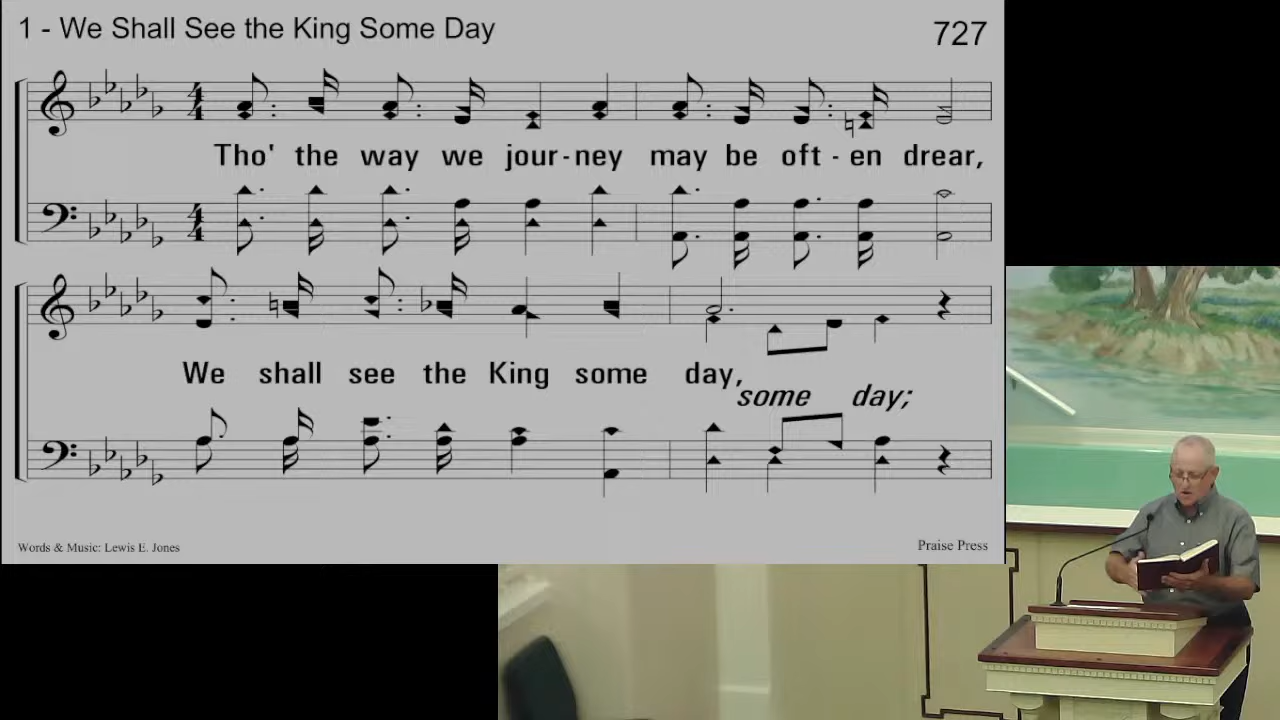 1 - We Shall See the King Some Day
727
Tho' the way we jour-ney may be oft-en drear,
We shall see the King some day,
some day;
Words & Music: Lewis E. Jones
Praise Press